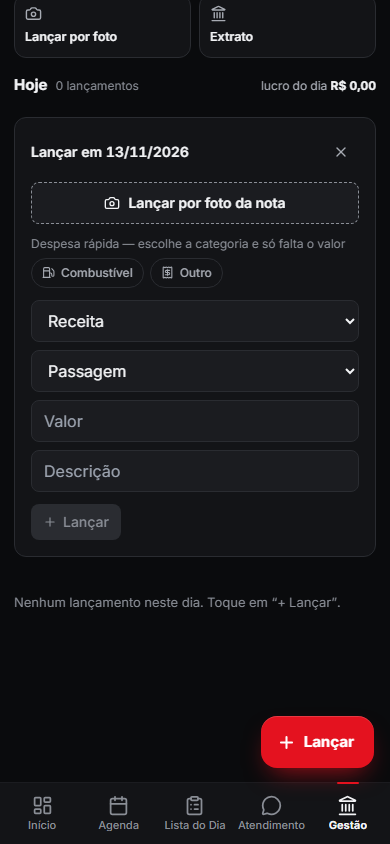 Lançar por foto
Extrato
Hoje 0 lançamentos lucro do dia R$ 0,00
Lançar em 13/11/2026
Lançar por foto da nota
Despesa rápida — escolhe a categoria e só falta o valor
Combustível Outro
Receita
Passagem
Valor
Descrição
+ Lançar
Nenhum lançamento neste dia. Toque em “+ Lançar”.
+ Lançar
Início Agenda Lista do Dia Atendimento Gestão